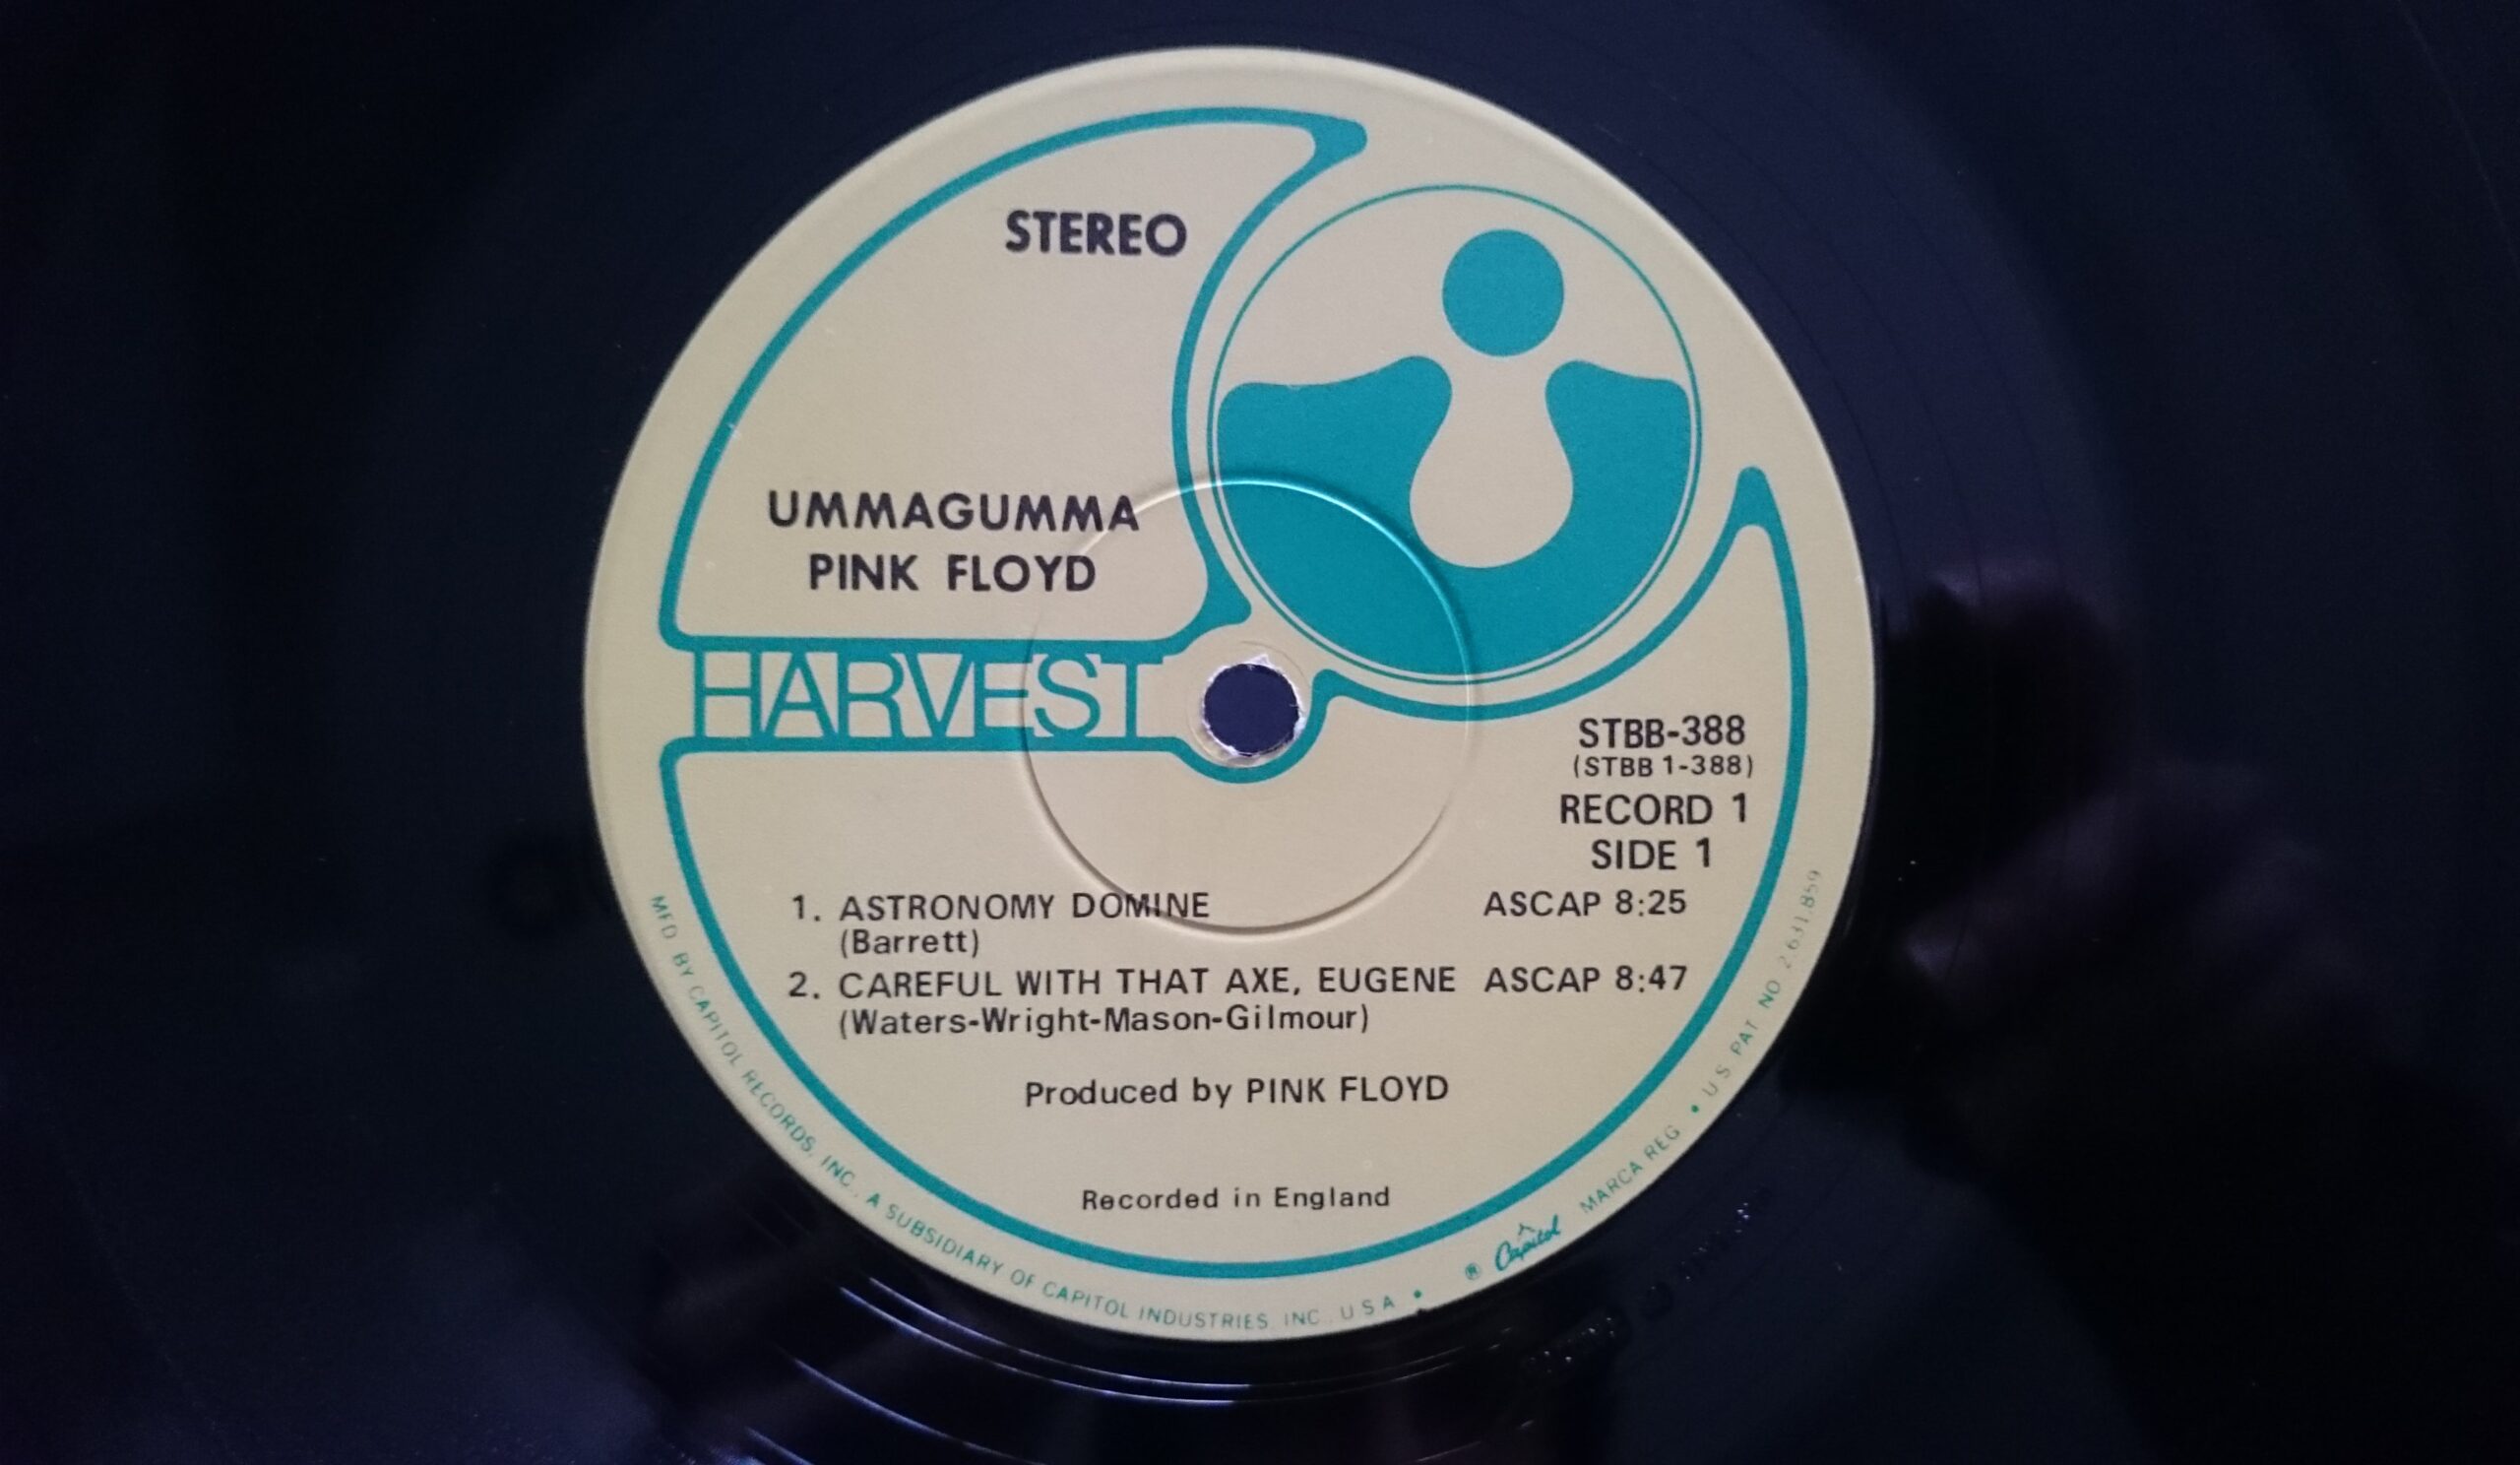 STEREO
UMMAGUMMA
PINK FLOYD
HARVEST
STBB-388
(STBB 1-388)
RECORD 1
SIDE 1
1. ASTRONOMY DOMINE ASCAP 8:25
(Barrett)
2. CAREFUL WITH THAT AXE, EUGENE ASCAP 8:47
(Waters-Wright-Mason-Gilmour)
Produced by PINK FLOYD
Recorded in England
MFD BY CAPITOL RECORDS, INC., A SUBSIDIARY OF CAPITOL INDUSTRIES, INC., U.S.A. • ® Capitol MARCA REG • U S PAT NO 2,631,859